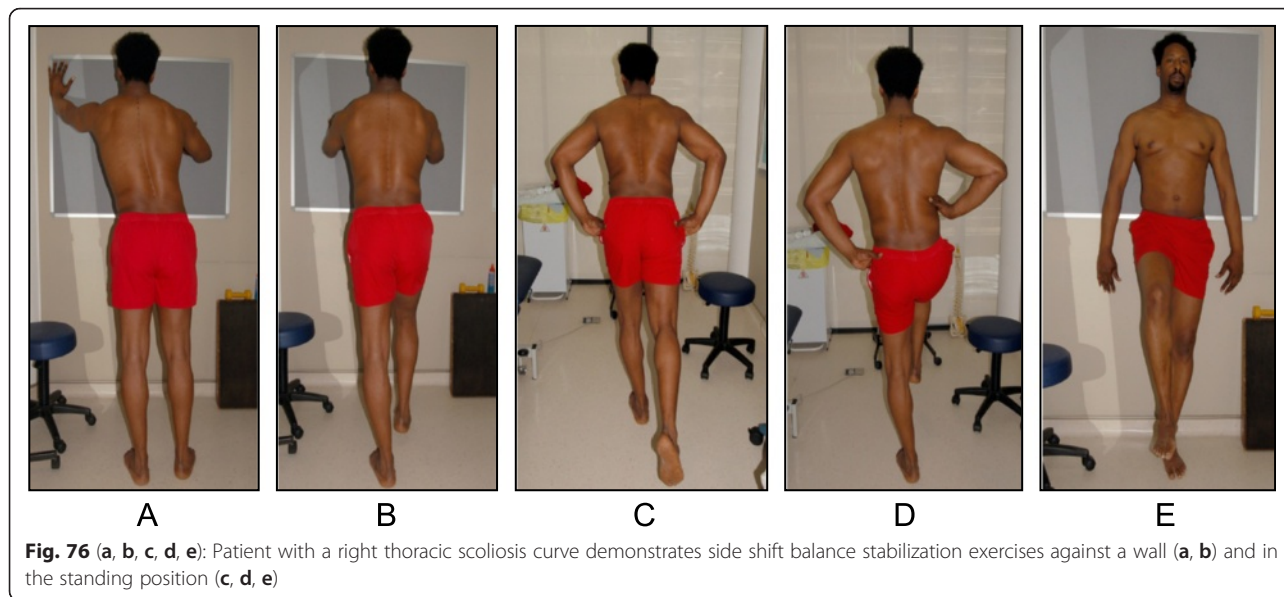 A B C D E
Fig. 76 (a, b, c, d, e): Patient with a right thoracic scoliosis curve demonstrates side shift balance stabilization exercises against a wall (a, b) and in
the standing position (c, d, e)